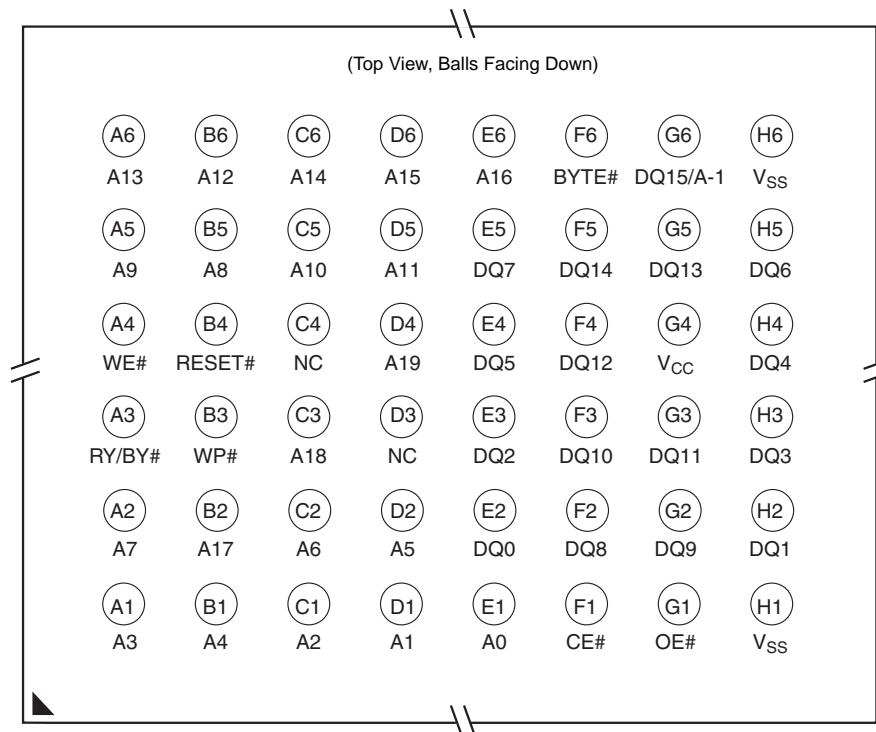 (Top View, Balls Facing Down)
A6 B6 C6 D6 E6 F6 G6 H6
A13 A12 A14 A15 A16 BYTE# DQ15/A-1 VSS
A5 B5 C5 D5 E5 F5 G5 H5
A9 A8 A10 A11 DQ7 DQ14 DQ13 DQ6
A4 B4 C4 D4 E4 F4 G4 H4
WE# RESET# NC A19 DQ5 DQ12 VCC DQ4
A3 B3 C3 D3 E3 F3 G3 H3
RY/BY# WP# A18 NC DQ2 DQ10 DQ11 DQ3
A2 B2 C2 D2 E2 F2 G2 H2
A7 A17 A6 A5 DQ0 DQ8 DQ9 DQ1
A1 B1 C1 D1 E1 F1 G1 H1
A3 A4 A2 A1 A0 CE# OE# VSS